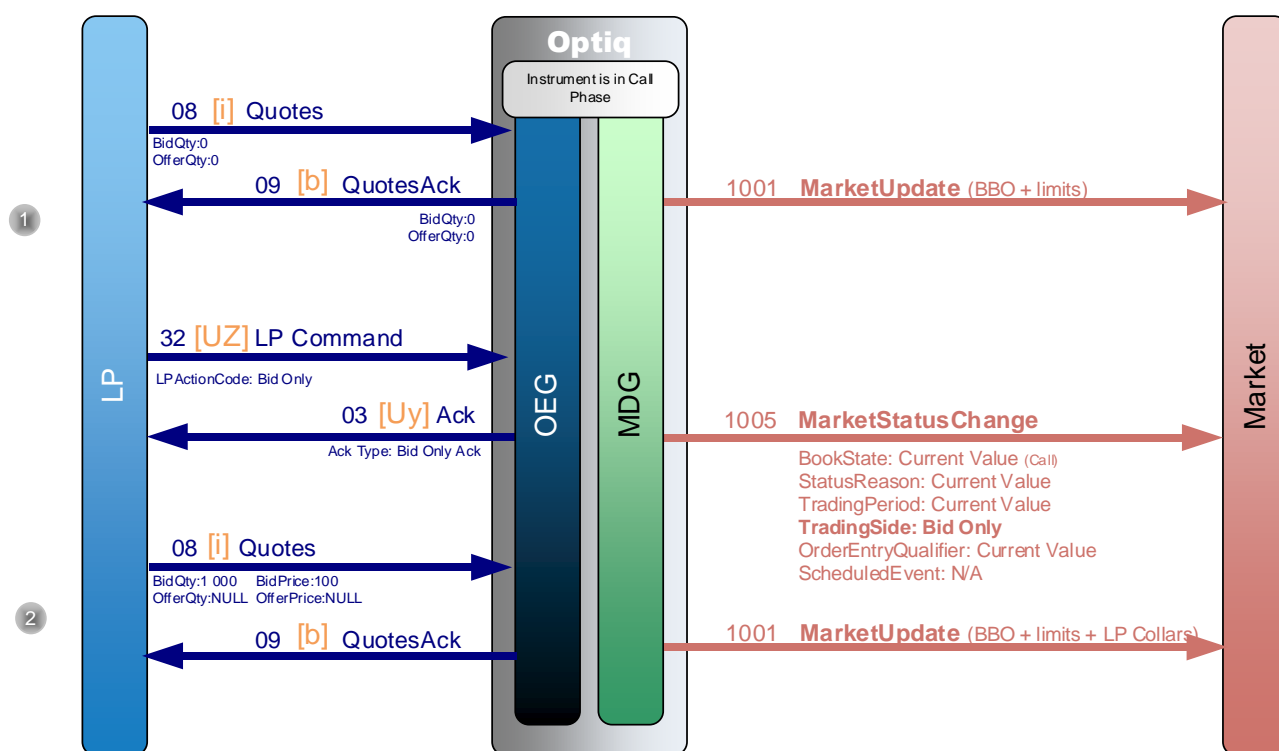 Optiq
Instrument is in Call
Phase
08 [i] Quotes
BidQty:0
OfferQty:0
09 [b] QuotesAck
BidQty:0
OfferQty:0
1001 MarketUpdate (BBO + limits)
1
32 [UZ] LP Command
LPActionCode: Bid Only
03 [Uy] Ack
Ack Type: Bid Only Ack
LP
OEG
MDG
Market
1005 MarketStatusChange
BookState: Current Value (Call)
StatusReason: Current Value
TradingPeriod: Current Value
TradingSide: Bid Only
OrderEntryQualifier: Current Value
ScheduledEvent: N/A
08 [i] Quotes
BidQty:1 000 BidPrice:100
OfferQty:NULL OfferPrice:NULL
2
09 [b] QuotesAck
1001 MarketUpdate (BBO + limits + LP Collars)